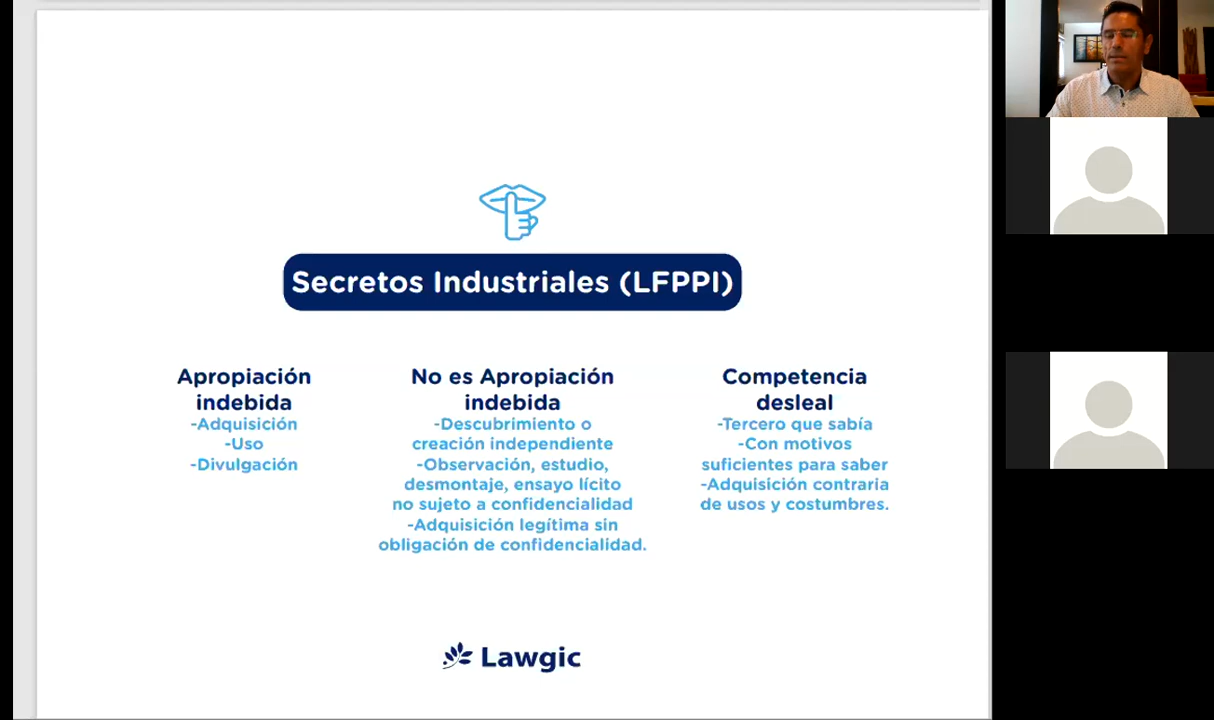 Secretos Industriales (LFPPI)
Apropiación
indebida
-Adquisición
-Uso
-Divulgación
No es Apropiación
indebida
-Descubrimiento o
creación independiente
-Observación, estudio,
desmontaje, ensayo lícito
no sujeto a confidencialidad
-Adquisición legítima sin
obligación de confidencialidad.
Competencia
desleal
-Tercero que sabía
-Con motivos
suficientes para saber
-Adquisición contraria
de usos y costumbres.
Lawgic